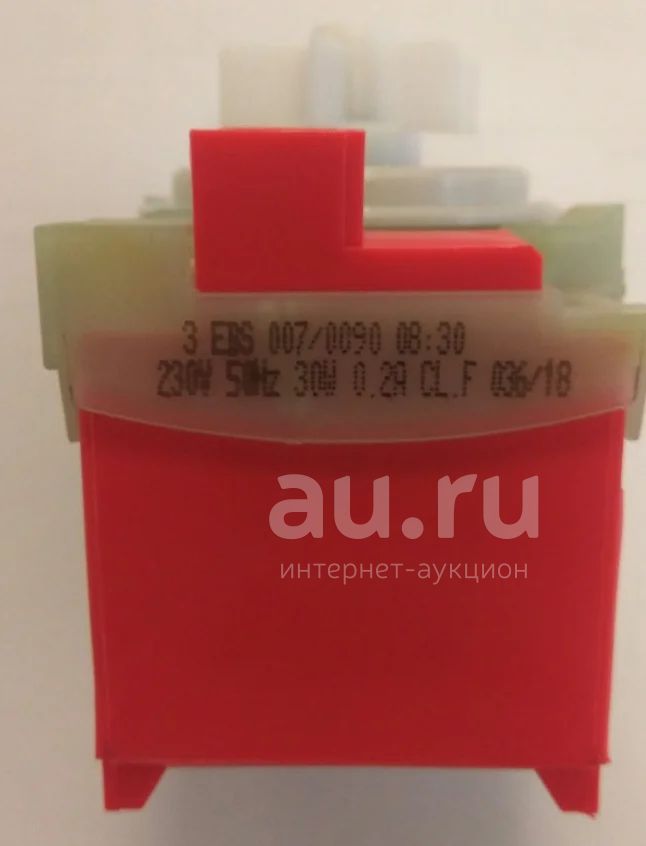 3 EBS 007/0090 08:30
230V 50Hz 30W 0.2A CL.F 036/18
au.ru
интернет-аукцион